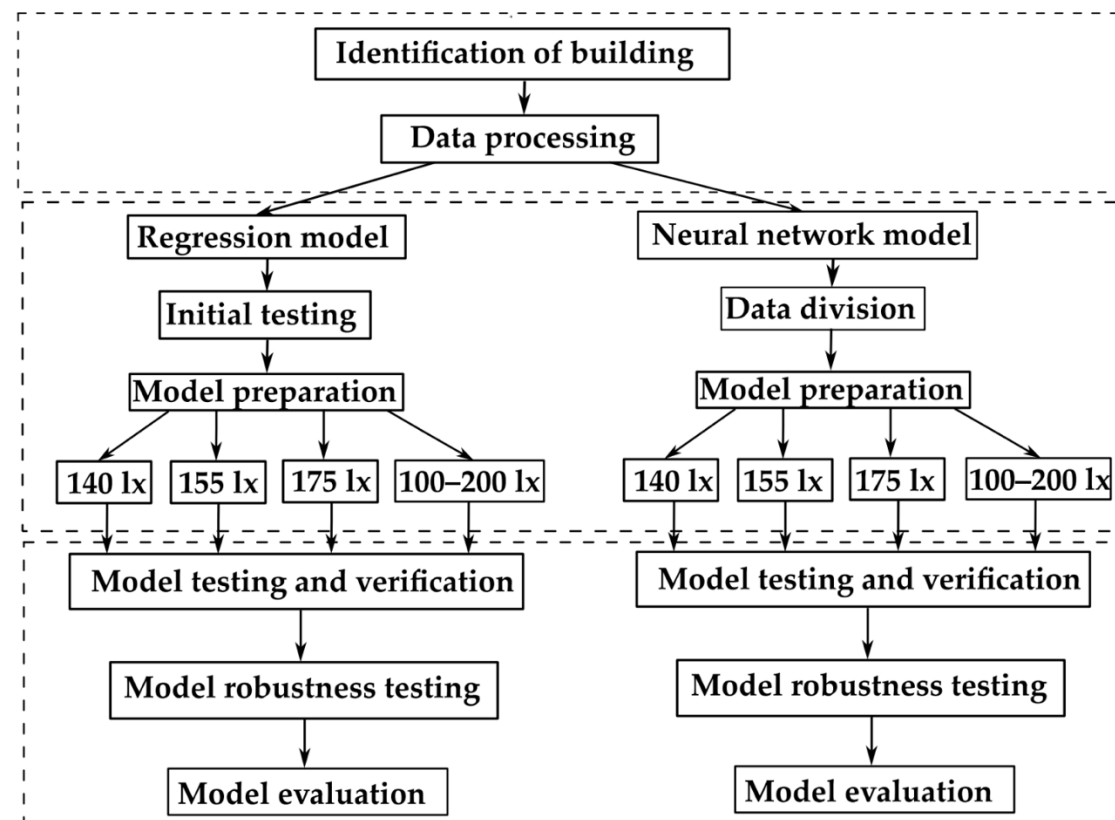 Identification of building
Data processing
Regression model
Neural network model
Initial testing
Data division
Model preparation
Model preparation
140 lx
155 lx
175 lx
100–200 lx
140 lx
155 lx
175 lx
100–200 lx
Model testing and verification
Model testing and verification
Model robustness testing
Model robustness testing
Model evaluation
Model evaluation